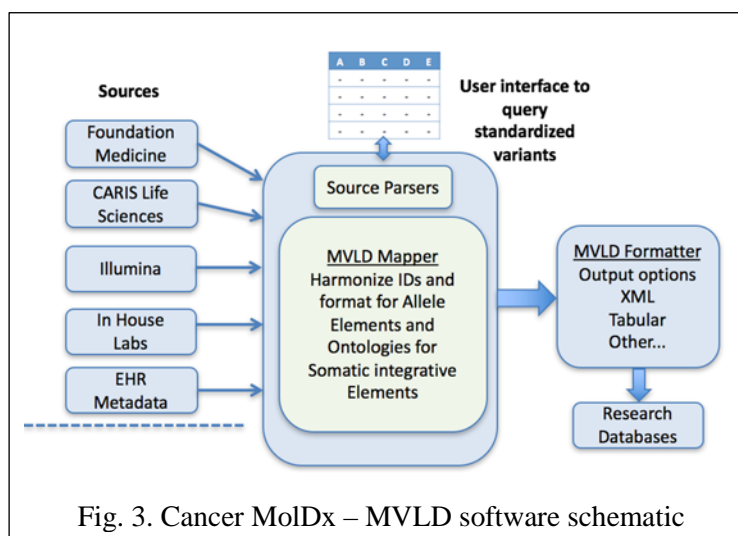 Sources
Foundation
Medicine
CARIS Life
Sciences
Illumina
In House
Labs
EHR
Metadata
A B C D E
- - - - -
- - - - -
- - - - -
- - - - -
User interface to
query
standardized
variants
Source Parsers
MVLD Mapper
Harmonize IDs and
format for Allele
Elements and
Ontologies for
Somatic integrative
Elements
MVLD Formatter
Output options
XML
Tabular
Other...
Research
Databases
Fig. 3. Cancer MolDx – MVLD software schematic